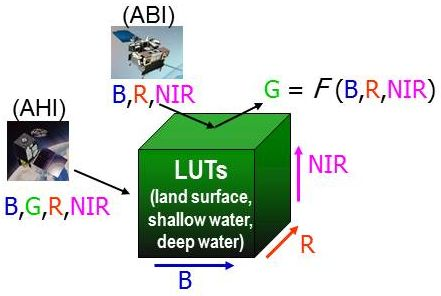 (ABI)
B,R,NIR
G = F (B,R,NIR)
(AHI)
B,G,R,NIR
LUTs
(land surface,
shallow water,
deep water)
NIR
R
B